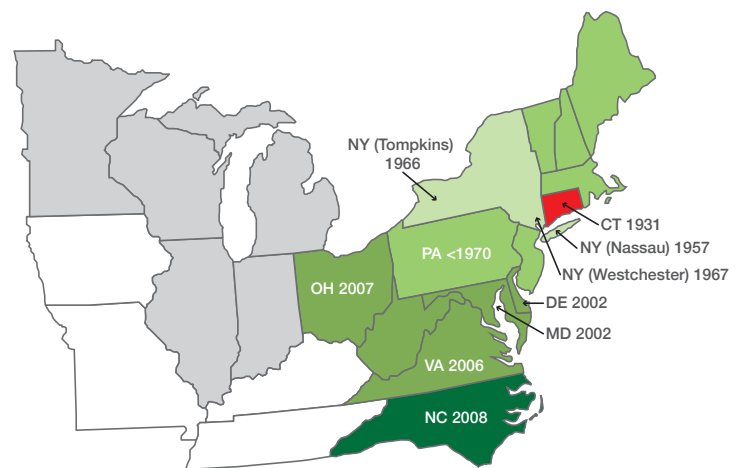 NY (Tompkins)
1966
CT 1931
NY (Nassau) 1957
PA <1970
NY (Westchester) 1967
OH 2007
DE 2002
MD 2002
VA 2006
NC 2008